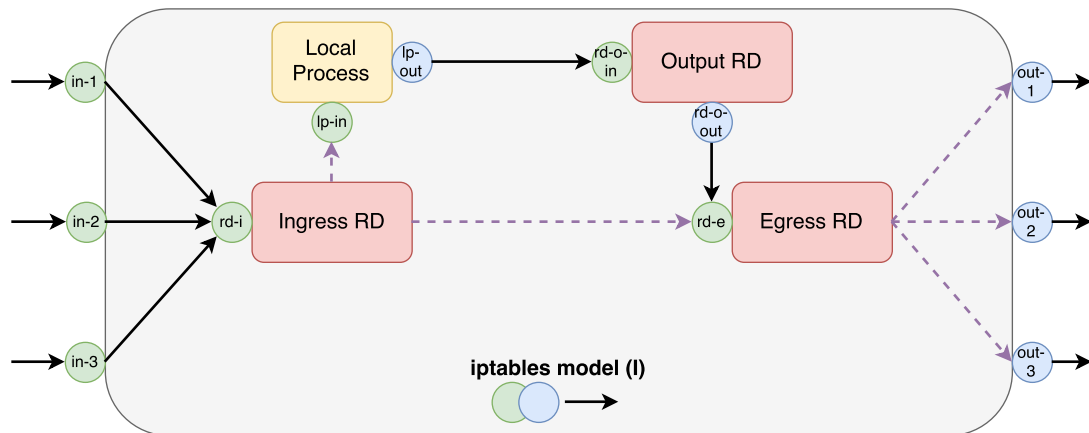 Local
Process
lp-
out
rd-o-
in
Output RD
in-1
out-
1
lp-in
rd-o-
out
in-2
rd-i
Ingress RD
rd-e
Egress RD
out-
2
in-3
out-
3
iptables model (I)